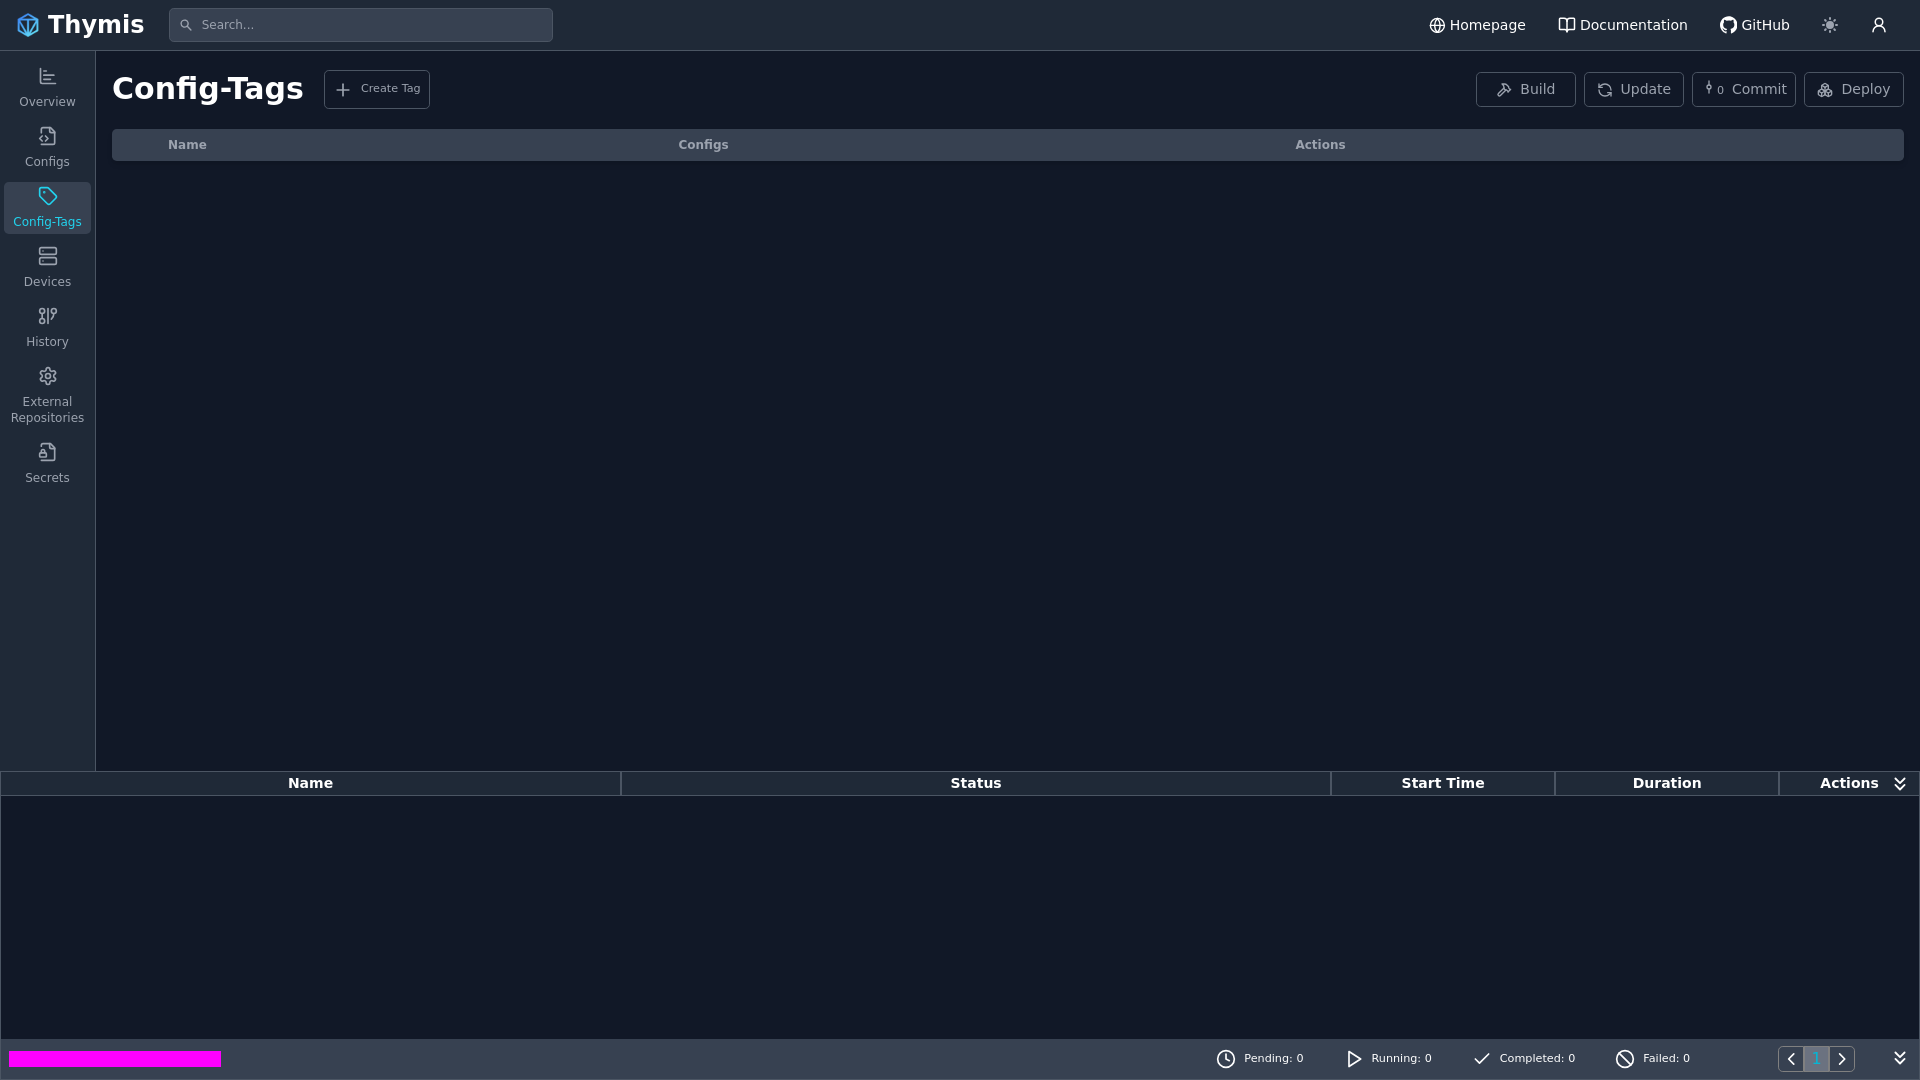 Thymis
Search...
Homepage
Documentation
GitHub
Overview
Configs
Config-Tags
Devices
History
External
Repositories
Secrets
Config-Tags
Create Tag
Build
Update
0 Commit
Deploy
Name Configs Actions
Name Status Start Time Duration Actions
Pending: 0 Running: 0 Completed: 0 Failed: 0
1